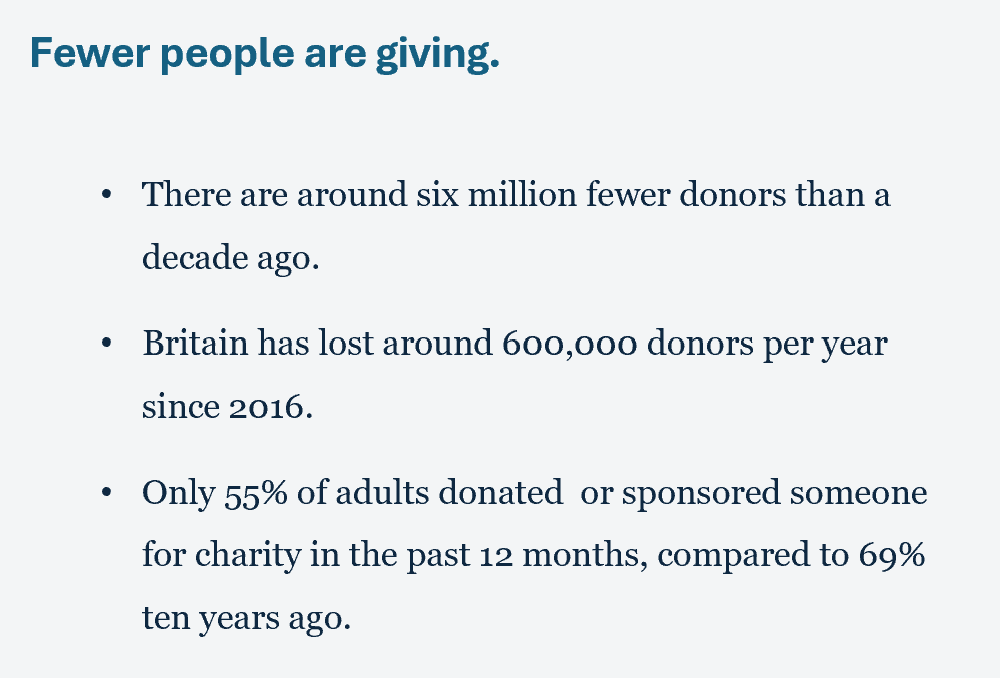 Fewer people are giving.
• There are around six million fewer donors than a
decade ago.
• Britain has lost around 600,000 donors per year
since 2016.
• Only 55% of adults donated  or sponsored someone
for charity in the past 12 months, compared to 69%
ten years ago.